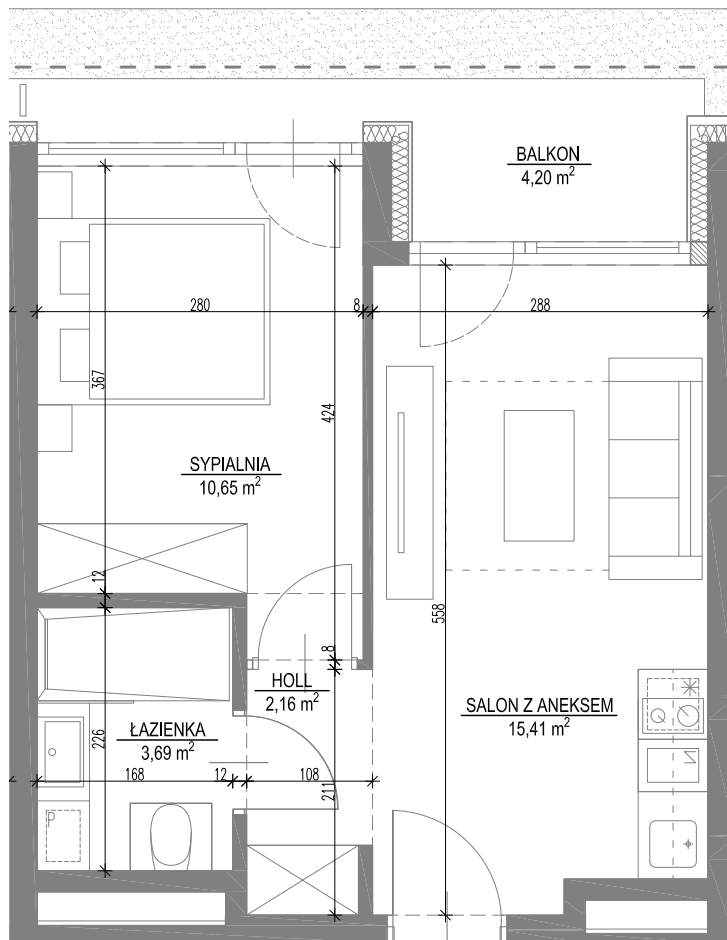 BALKON
4,20 m²
280
8
288
367
424
SYPIALNIA
10,65 m²
12
558
8
HOLL
2,16 m²
SALON Z ANEKSEM
15,41 m²
ŁAZIENKA
3,69 m²
226
168
12
108
211
N
P